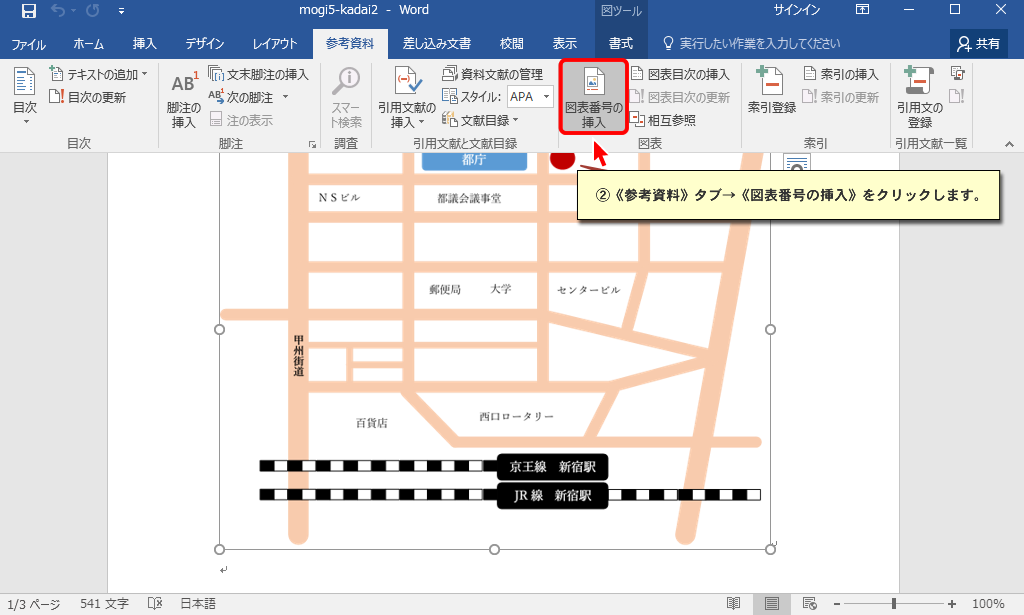 mogi5-kadai2 - Word
図ツール
サインイン
ファイル
ホーム
挿入
デザイン
レイアウト
参考資料
差し込み文書
校閲
表示
書式
実行したい作業を入力してください
共有
目次
テキストの追加
目次の更新
目次
AB1
脚注の
挿入
文末脚注の挿入
AB1 次の脚注
注の表示
脚注
スマー
ト検索
調査
引用文献の
挿入
資料文献の管理
スタイル: APA
文献目録
引用文献と文献目録
図表番号の
挿入
図表目次の挿入
図表目次の更新
相互参照
図表
索引登録
索引の挿入
索引の更新
索引
引用文の
登録
引用文献一覧
②《参考資料》タブ→《図表番号の挿入》をクリックします。
都庁
NSビル
都議会議事堂
郵便局
大学
センタービル
甲州街道
百貨店
西口ロータリー
京王線 新宿駅
JR線 新宿駅
1/3 ページ
541 文字
日本語
100%